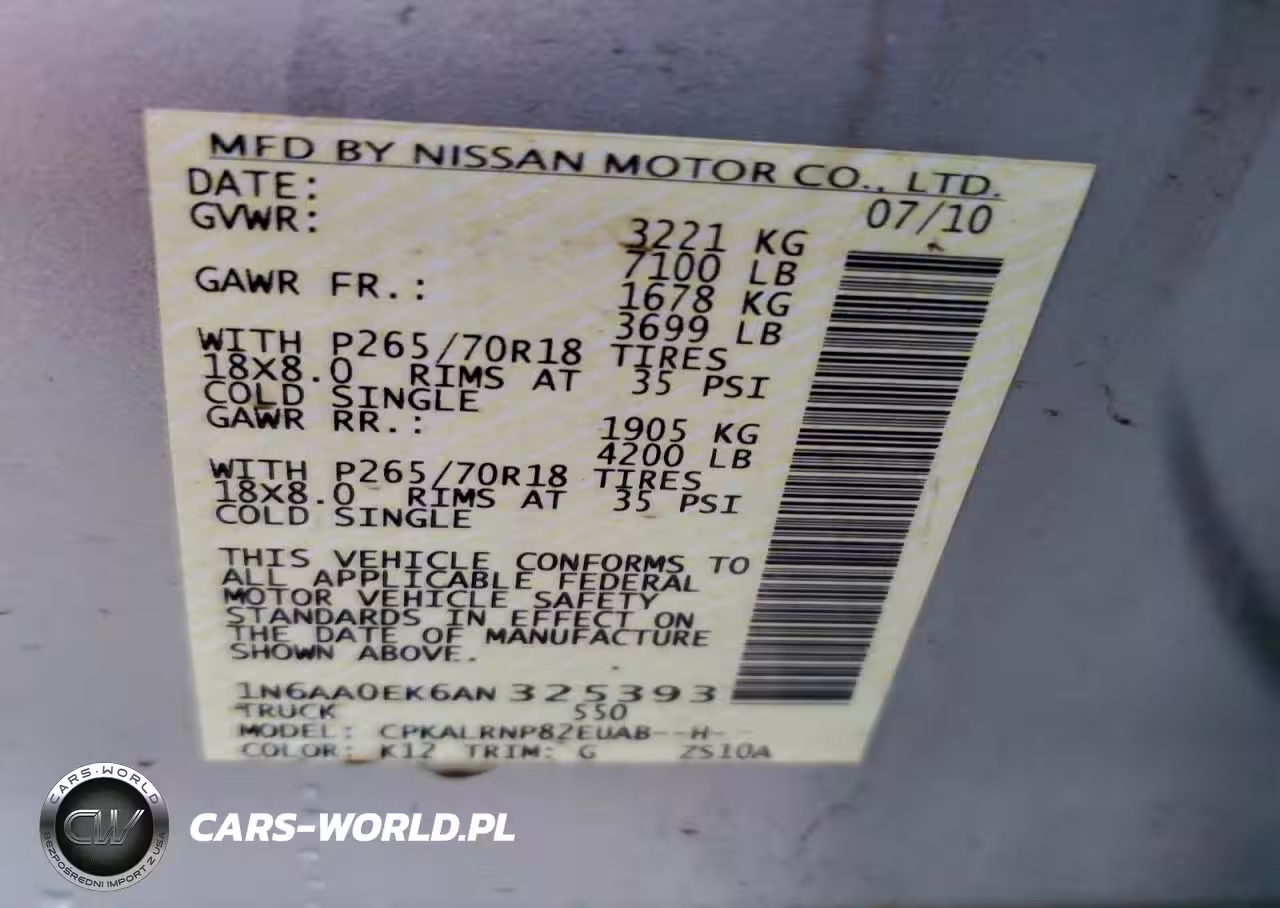 MFD BY NISSAN MOTOR CO., LTD.
DATE: 07/10
GVWR: 3221 KG
7100 LB
GAWR FR.: 1678 KG
3699 LB
WITH P265/70R18 TIRES
18X8.0 RIMS AT 35 PSI
COLD SINGLE
GAWR RR.: 1905 KG
4200 LB
WITH P265/70R18 TIRES
18X8.0 RIMS AT 35 PSI
COLD SINGLE
THIS VEHICLE CONFORMS TO
ALL APPLICABLE FEDERAL
MOTOR VEHICLE SAFETY
STANDARDS IN EFFECT ON
THE DATE OF MANUFACTURE
SHOWN ABOVE.
1N6AA0EK6AN 325393
TRUCK 550
MODEL: CPKALRNP82EUAB--H-
COLOR: K12 TRIM: G ZS10A
CARS-WORLD
CW
BEZPOŚREDNI IMPORT Z USA
CARS-WORLD.PL